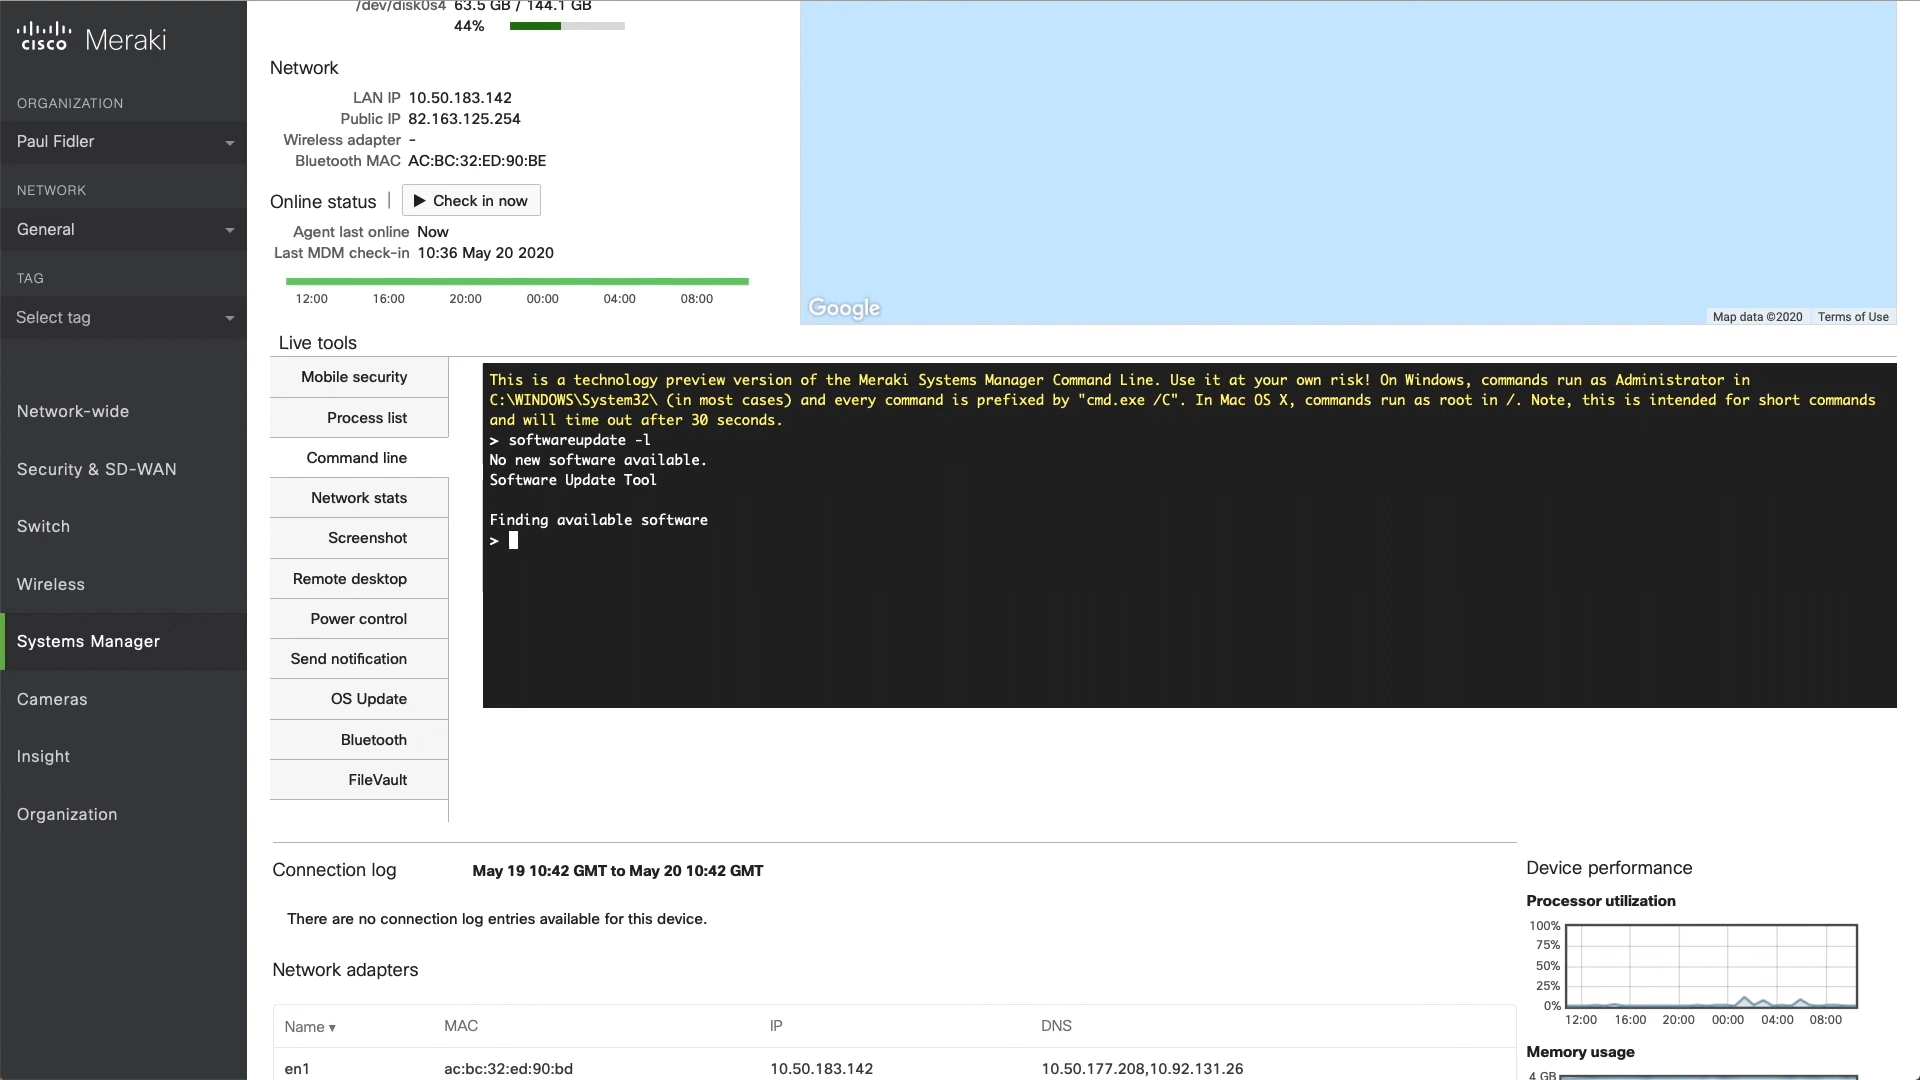 cisco Meraki
ORGANIZATION
Paul Fidler
NETWORK
General
TAG
Select tag
Network-wide
Security & SD-WAN
Switch
Wireless
Systems Manager
Cameras
Insight
Organization
/dev/disk0s4 63.5 GB / 144.1 GB
44%
Network
LAN IP 10.50.183.142
Public IP 82.163.125.254
Wireless adapter -
Bluetooth MAC AC:BC:32:ED:90:BE
Online status | Check in now
Agent last online Now
Last MDM check-in 10:36 May 20 2020
12:00 16:00 20:00 00:00 04:00 08:00
Google
Map data ©2020 Terms of Use
Live tools
Mobile security
Process list
Command line
Network stats
Screenshot
Remote desktop
Power control
Send notification
OS Update
Bluetooth
FileVault
This is a technology preview version of the Meraki Systems Manager Command Line. Use it at your own risk! On Windows, commands run as Administrator in
C:\WINDOWS\System32\ (in most cases) and every command is prefixed by "cmd.exe /C". In Mac OS X, commands run as root in /. Note, this is intended for short commands
and will time out after 30 seconds.
> softwareupdate -l
No new software available.
Software Update Tool
Finding available software
>
Connection log May 19 10:42 GMT to May 20 10:42 GMT
There are no connection log entries available for this device.
Network adapters
Name ▾ MAC IP DNS
en1 ac:bc:32:ed:90:bd 10.50.183.142 10.50.177.208,10.92.131.26
Device performance
Processor utilization
100%
75%
50%
25%
0%
12:00 16:00 20:00 00:00 04:00 08:00
Memory usage
4 GB